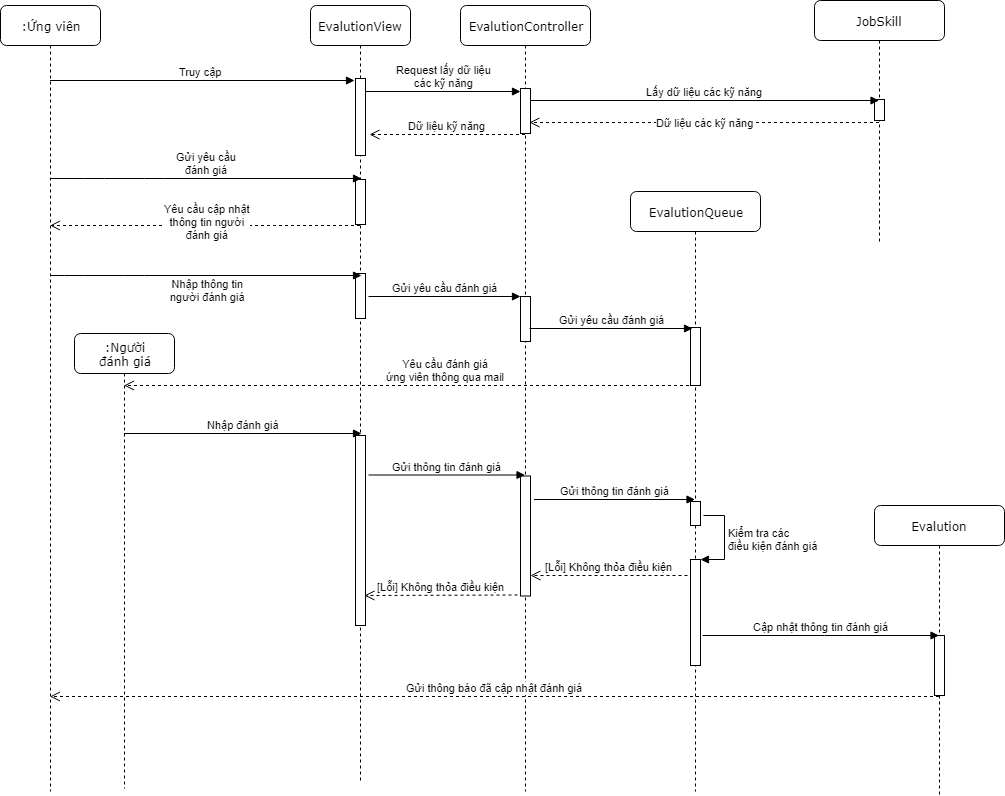 :Ứng viên
EvalutionView
EvalutionController
JobSkill
Truy cập
Request lấy dữ liệu
các kỹ năng
Lấy dữ liệu các kỹ năng
Dữ liệu kỹ năng
Dữ liệu các kỹ năng
Gửi yêu cầu
đánh giá
Yêu cầu cập nhật
thông tin người
đánh giá
EvalutionQueue
Nhập thông tin
người đánh giá
Gửi yêu cầu đánh giá
Gửi yêu cầu đánh giá
:Người
đánh giá
Yêu cầu đánh giá
ứng viên thông qua mail
Nhập đánh giá
Gửi thông tin đánh giá
Gửi thông tin đánh giá
Evalution
Kiểm tra các
điều kiện đánh giá
[Lỗi] Không thỏa điều kiện
[Lỗi] Không thỏa điều kiện
Cập nhật thông tin đánh giá
Gửi thông báo đã cập nhật đánh giá